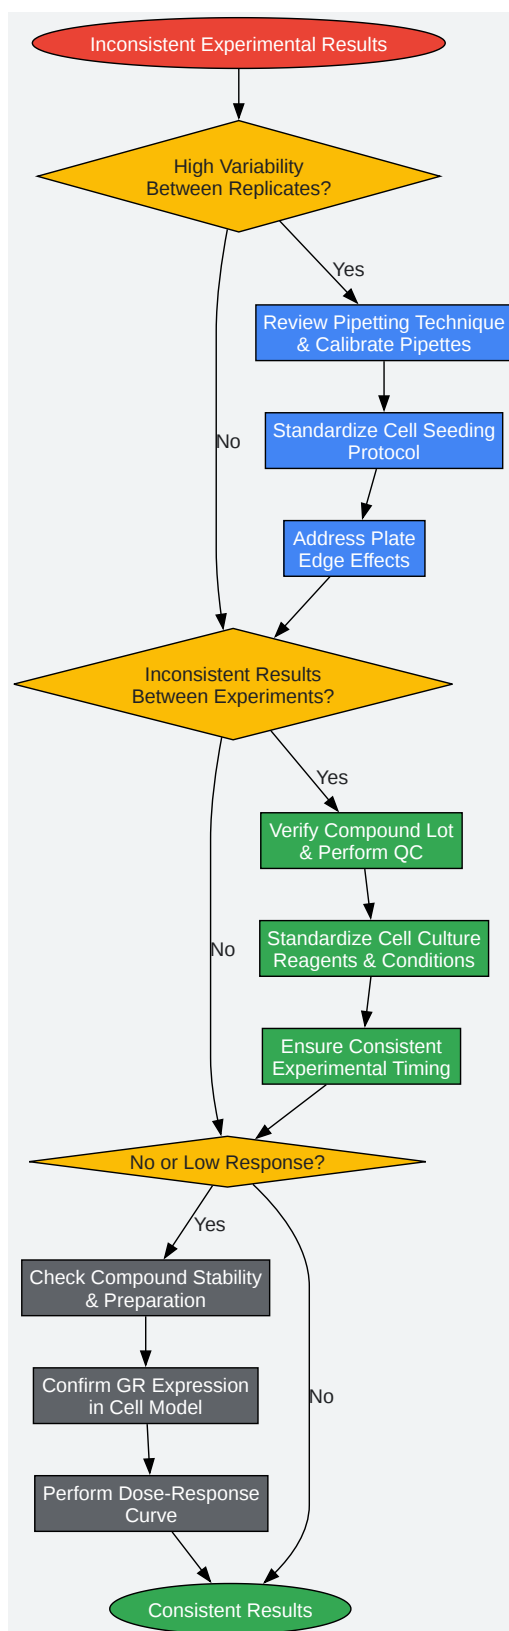 Inconsistent Experimental Results
High Variability
Between Replicates?
Yes
Review Pipetting Technique
& Calibrate Pipettes
Standardize Cell Seeding
Protocol
No
Address Plate
Edge Effects
Inconsistent Results
Between Experiments?
Yes
Verify Compound Lot
& Perform QC
Standardize Cell Culture
Reagents & Conditions
No
Ensure Consistent
Experimental Timing
No or Low Response?
Yes
Check Compound Stability
& Preparation
Confirm GR Expression
in Cell Model
No
Perform Dose-Response
Curve
Consistent Results